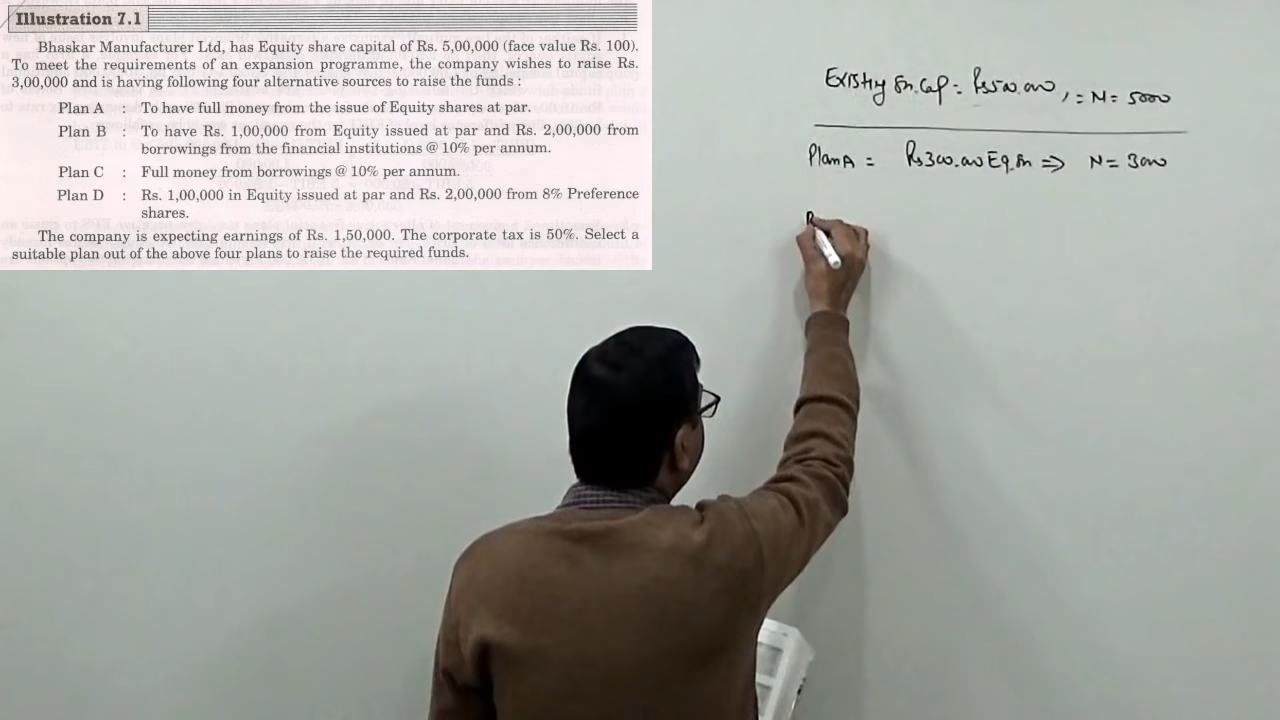 Illustration 7.1
Bhaskar Manufacturer Ltd, has Equity share capital of Rs. 5,00,000 (face value Rs. 100).
To meet the requirements of an expansion programme, the company wishes to raise Rs.
3,00,000 and is having following four alternative sources to raise the funds :
Plan A : To have full money from the issue of Equity shares at par.
Plan B : To have Rs. 1,00,000 from Equity issued at par and Rs. 2,00,000 from
borrowings from the financial institutions @ 10% per annum.
Plan C : Full money from borrowings @ 10% per annum.
Plan D : Rs. 1,00,000 in Equity issued at par and Rs. 2,00,000 from 8% Preference
shares.
The company is expecting earnings of Rs. 1,50,000. The corporate tax is 50%. Select a
suitable plan out of the above four plans to raise the required funds.
Existing Sh. Cap = Rs 500.000, = N = 5000
Plan A = Rs 300.000 Eq. Sh ⇒ N = 3000